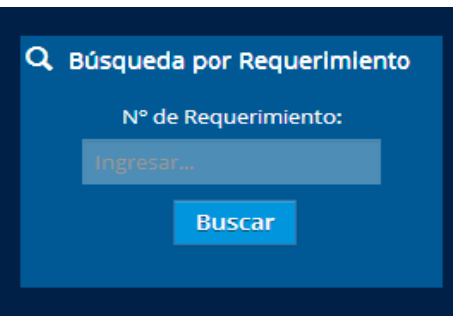 Búsqueda por Requerimiento
N° de Requerimiento:
Ingresar...
Buscar